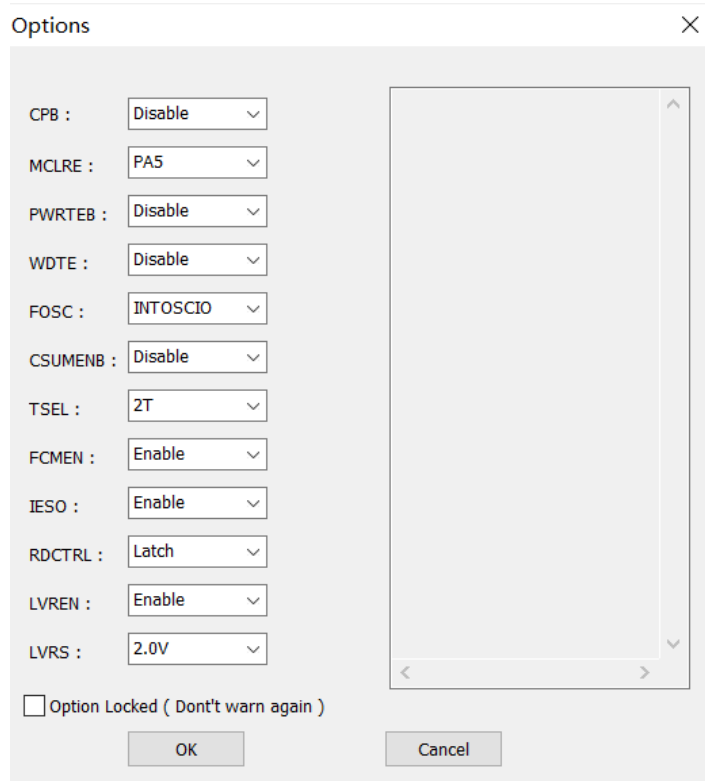 Options
CPB : Disable
MCLRE : PA5
PWRTEB : Disable
WDTE : Disable
FOSC : INTOSCIO
CSUMENB : Disable
TSEL : 2T
FCMEN : Enable
IESO : Enable
RDCTRL : Latch
LVREN : Enable
LVRS : 2.0V
Option Locked ( Dont't warn again )
OK Cancel